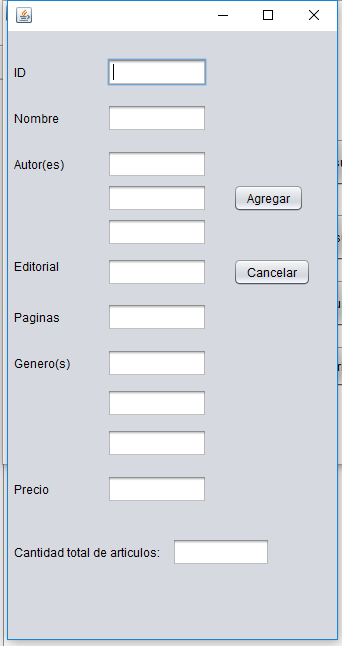 ID
Nombre
Autor(es)
Agregar
Editorial
Cancelar
Paginas
Genero(s)
Precio
Cantidad total de articulos: